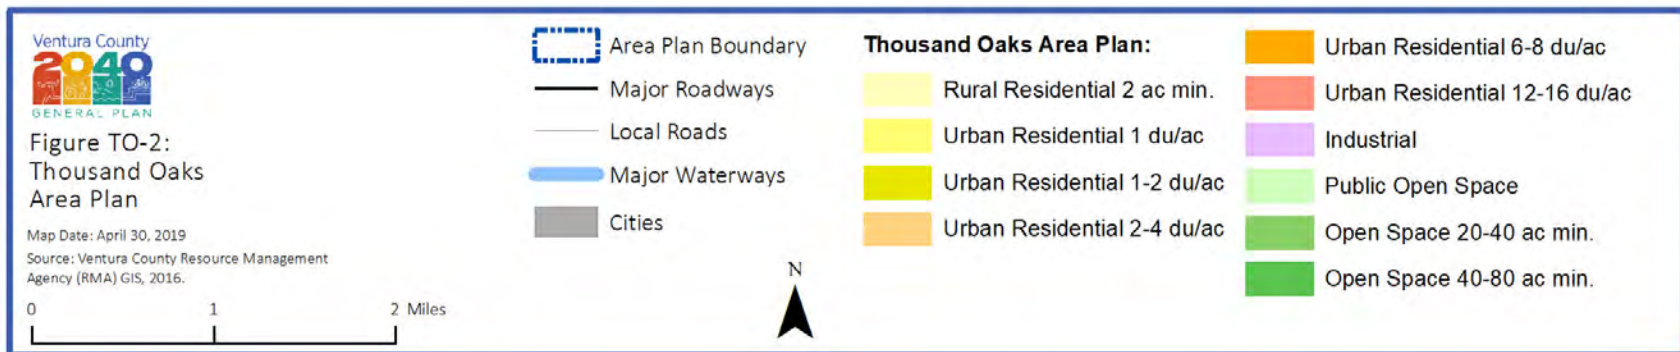 Ventura County
2040
GENERAL PLAN
Figure TO-2:
Thousand Oaks
Area Plan
Map Date: April 30, 2019
Source: Ventura County Resource Management
Agency (RMA) GIS, 2016.
0 1 2 Miles
Area Plan Boundary
Major Roadways
Local Roads
Major Waterways
Cities
N
Thousand Oaks Area Plan:
Rural Residential 2 ac min.
Urban Residential 1 du/ac
Urban Residential 1-2 du/ac
Urban Residential 2-4 du/ac
Urban Residential 6-8 du/ac
Urban Residential 12-16 du/ac
Industrial
Public Open Space
Open Space 20-40 ac min.
Open Space 40-80 ac min.